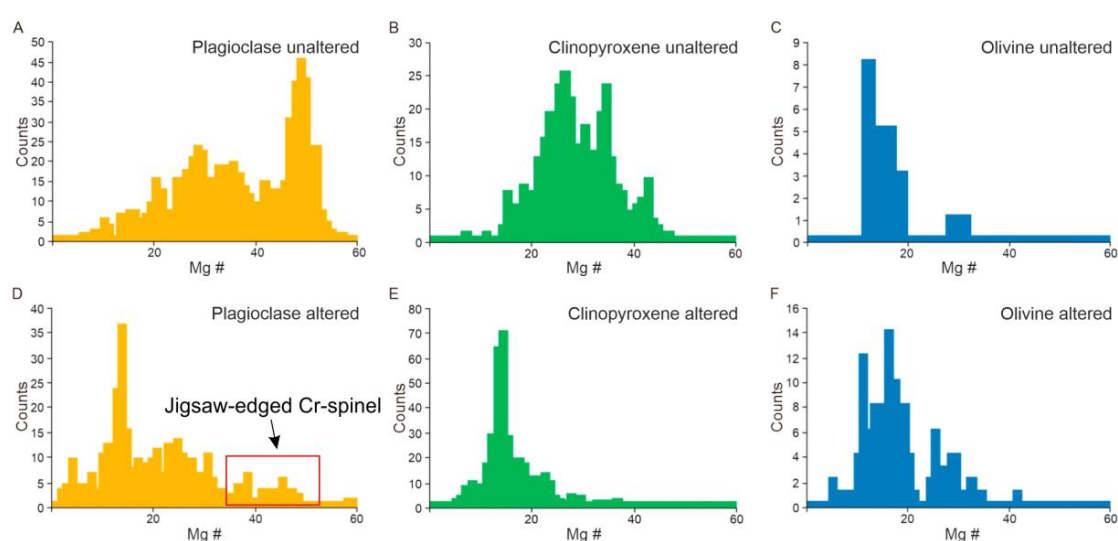 A
Plagioclase unaltered
Counts
50
45
40
35
30
25
20
15
10
5
0
20
40
60
Mg #
B
Clinopyroxene unaltered
Counts
30
25
20
15
10
5
0
20
40
60
Mg #
C
Olivine unaltered
Counts
9
8
7
6
5
4
3
2
1
0
20
40
60
Mg #
D
Plagioclase altered
Jigsaw-edged Cr-spinel
Counts
40
35
30
25
20
15
10
5
0
20
40
60
Mg #
E
Clinopyroxene altered
Counts
80
70
60
50
40
30
20
10
0
20
40
60
Mg #
F
Olivine altered
Counts
16
14
12
10
8
6
4
2
0
20
40
60
Mg #